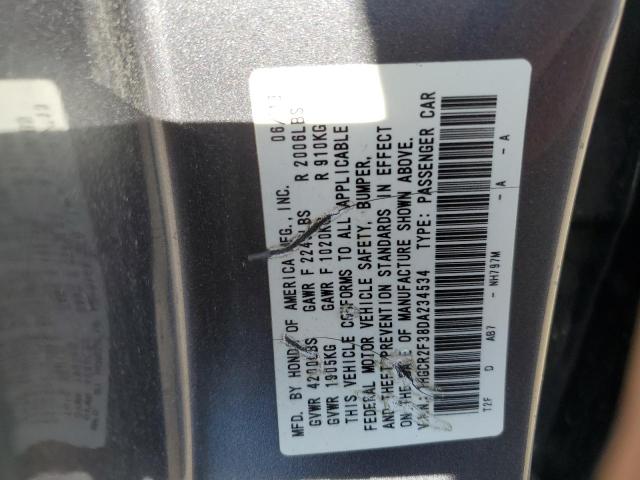 MFD. BY HONDA OF AMERICA MFG., INC. 06/13
GVWR 4200LBS GAWR F 2249LBS R 2006LBS
GVWR 1905KG GAWR F 1020KG R 910KG
THIS VEHICLE CONFORMS TO ALL APPLICABLE
FEDERAL MOTOR VEHICLE SAFETY, BUMPER,
AND THEFT PREVENTION STANDARDS IN EFFECT
ON THE DATE OF MANUFACTURE SHOWN ABOVE.
V.I.N.: 1HGCR2F38DA234534 TYPE: PASSENGER CAR
T2F D AB7 - NH797M - A - A